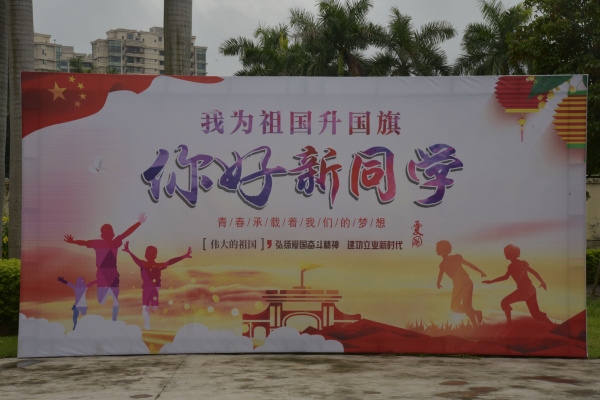 我为祖国升国旗
你好新同学
青/春/承/载/着/我/们/的/梦/想
[伟大的祖国]弘扬爱国奋斗精神 建功立业新时代
爱国